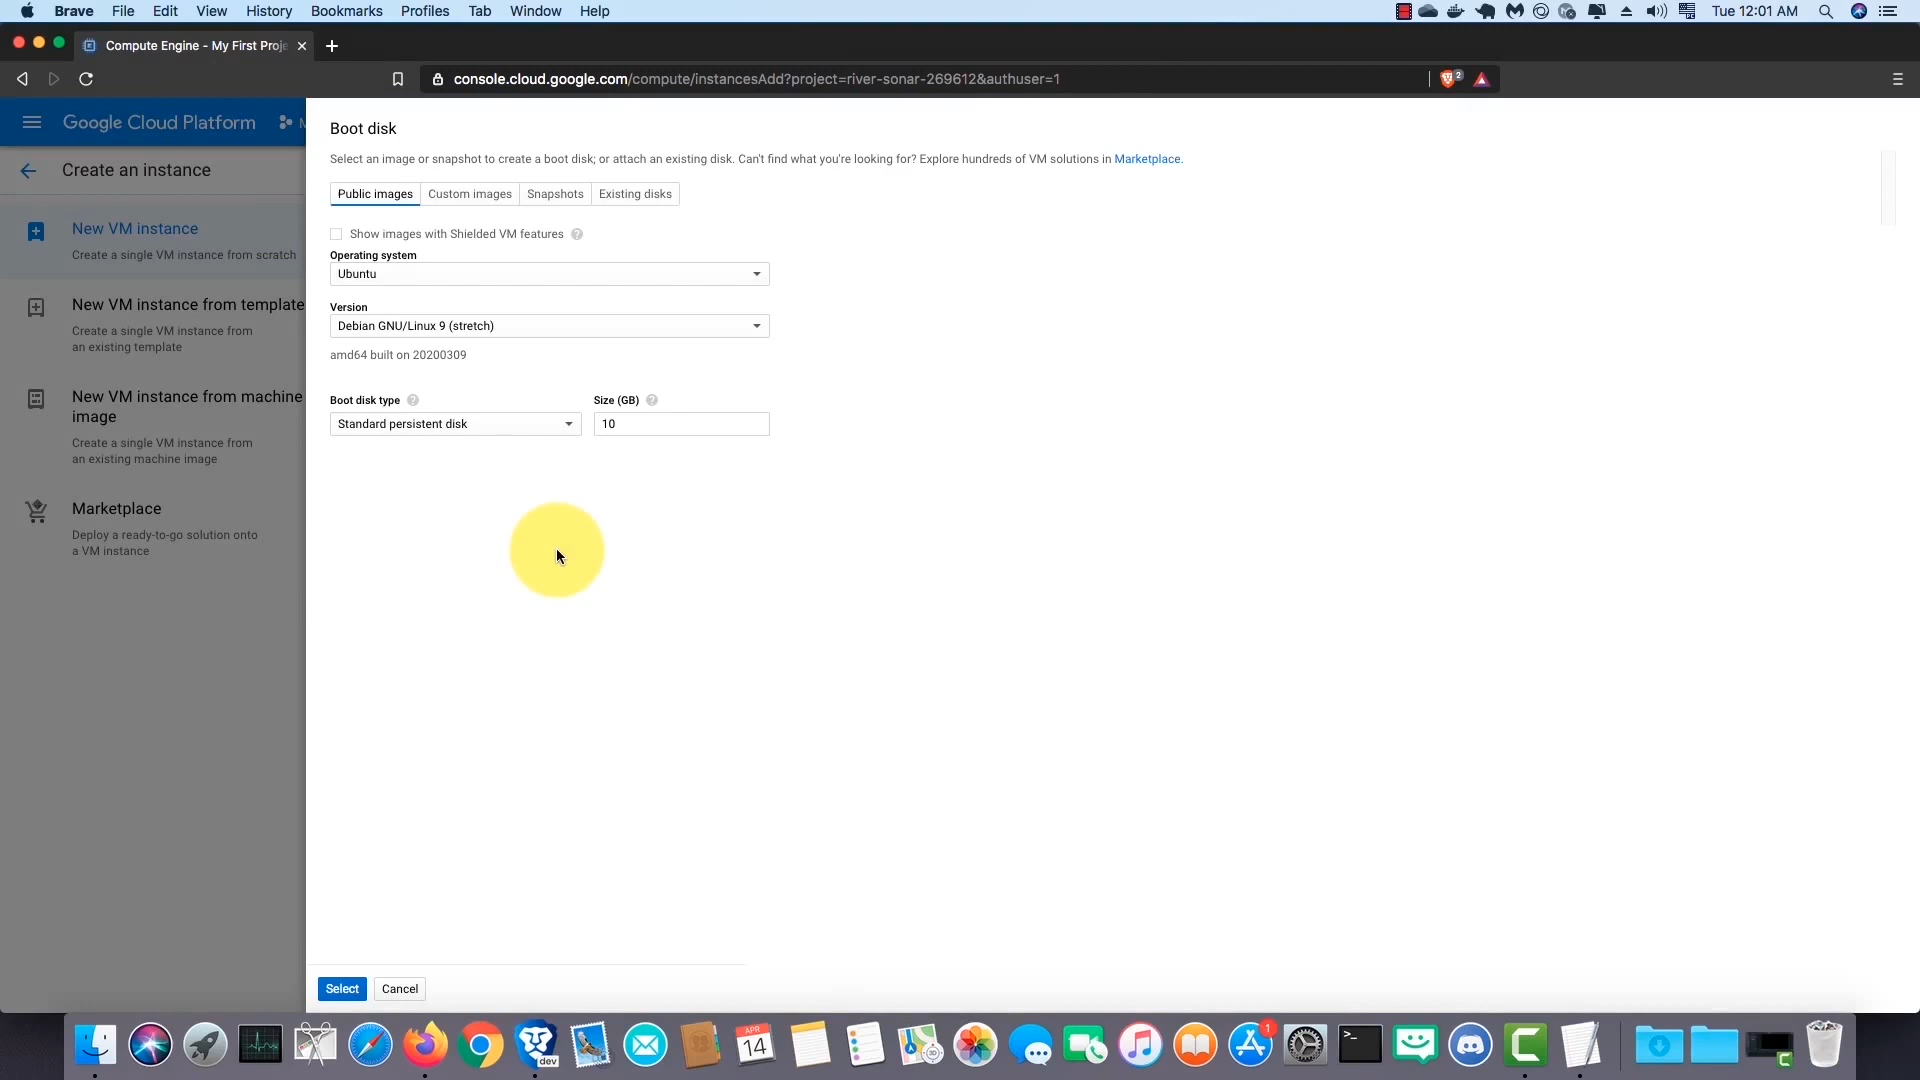 Brave File Edit View History Bookmarks Profiles Tab Window Help Tue 12:01 AM
Compute Engine - My First Proje
console.cloud.google.com/compute/instancesAdd?project=river-sonar-269612&authuser=1 2
Google Cloud Platform M
Create an instance
New VM instance
Create a single VM instance from scratch
New VM instance from template
Create a single VM instance from
an existing template
New VM instance from machine
image
Create a single VM instance from
an existing machine image
Marketplace
Deploy a ready-to-go solution onto
a VM instance
Boot disk
Select an image or snapshot to create a boot disk; or attach an existing disk. Can't find what you're looking for? Explore hundreds of VM solutions in Marketplace.
Public images Custom images Snapshots Existing disks
Show images with Shielded VM features ?
Operating system
Ubuntu
Version
Debian GNU/Linux 9 (stretch)
amd64 built on 20200309
Boot disk type ? Size (GB) ?
Standard persistent disk 10
Select Cancel
dev APR 14 3D 1 >_